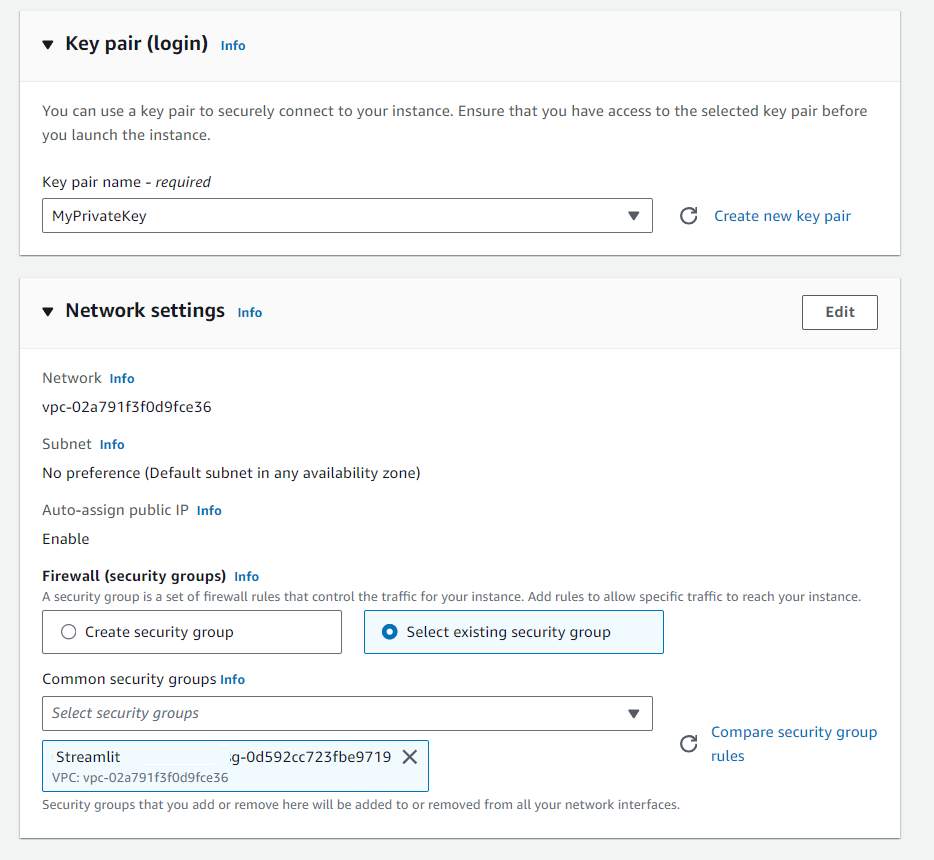 Key pair (login) Info
You can use a key pair to securely connect to your instance. Ensure that you have access to the selected key pair before
you launch the instance.
Key pair name - required
MyPrivateKey
Create new key pair
Network settings Info
Edit
Network Info
vpc-02a791f3f0d9fce36
Subnet Info
No preference (Default subnet in any availability zone)
Auto-assign public IP Info
Enable
Firewall (security groups) Info
A security group is a set of firewall rules that control the traffic for your instance. Add rules to allow specific traffic to reach your instance.
Create security group
Select existing security group
Common security groups Info
Select security groups
Compare security group
rules
Streamlit g-0d592cc723fbe9719
VPC: vpc-02a791f3f0d9fce36
Security groups that you add or remove here will be added to or removed from all your network interfaces.